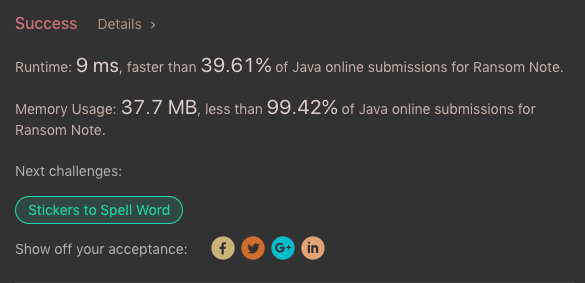 Success Details >
Runtime: 9 ms, faster than 39.61% of Java online submissions for Ransom Note.
Memory Usage: 37.7 MB, less than 99.42% of Java online submissions for
Ransom Note.
Next challenges:
Stickers to Spell Word
Show off your acceptance: f G+ in